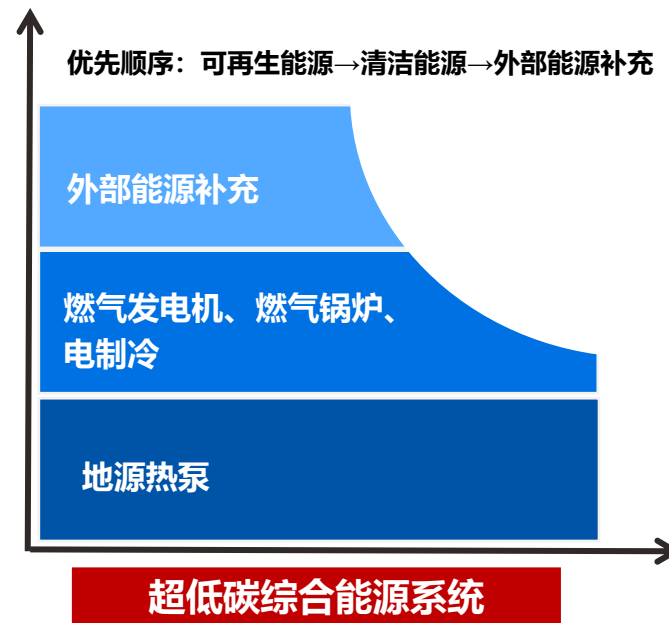 优先顺序：可再生能源→清洁能源→外部能源补充
外部能源补充
燃气发电机、燃气锅炉、
电制冷
地源热泵
超低碳综合能源系统